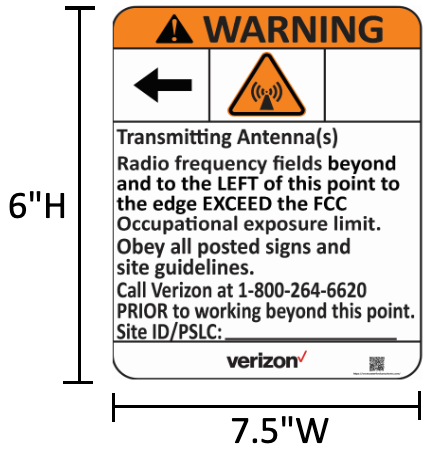 WARNING
Transmitting Antenna(s)
Radio frequency fields beyond
and to the LEFT of this point to
the edge EXCEED the FCC
Occupational exposure limit.
Obey all posted signs and
site guidelines.
Call Verizon at 1-800-264-6620
PRIOR to working beyond this point.
Site ID/PSLC:
verizon
6"H
7.5"W